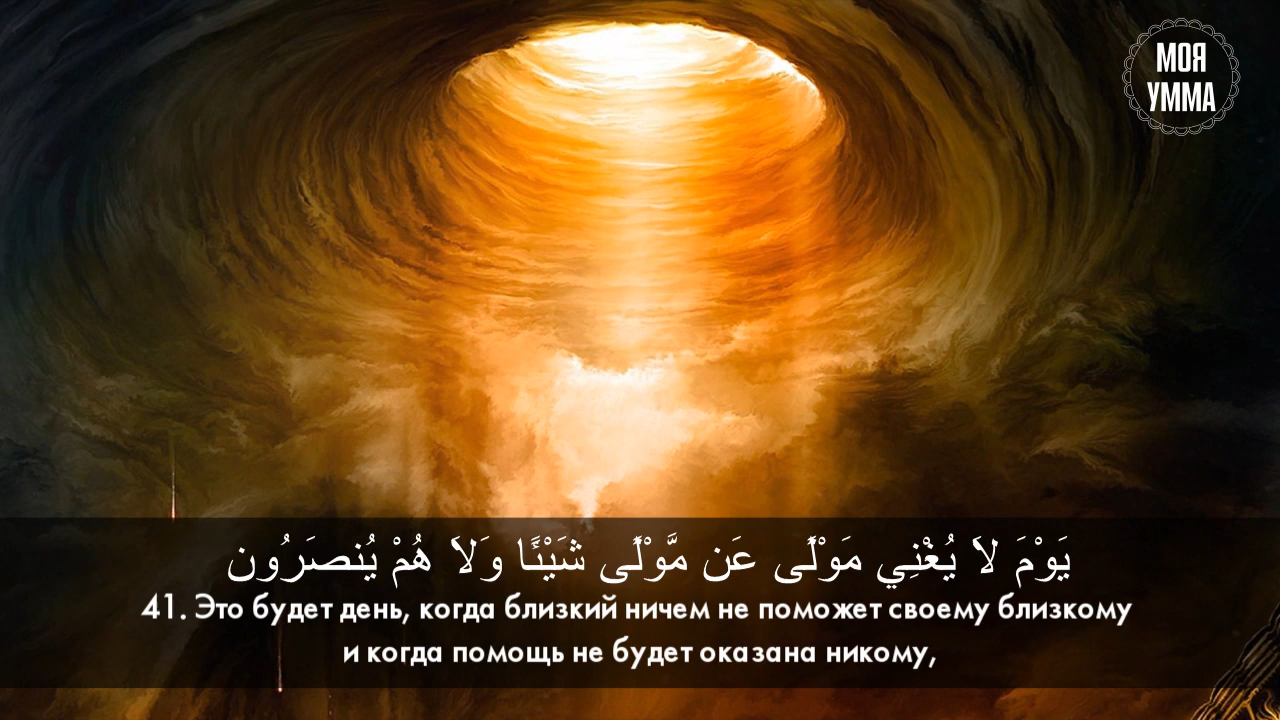 МОЯ
УММА
يَوْمَ لاَ يُغْنِي مَوْلًى عَن مَّوْلًى شَيْئًا وَلاَ هُمْ يُنصَرُون
41. Это будет день, когда близкий ничем не поможет своему близкому
и когда помощь не будет оказана никому,